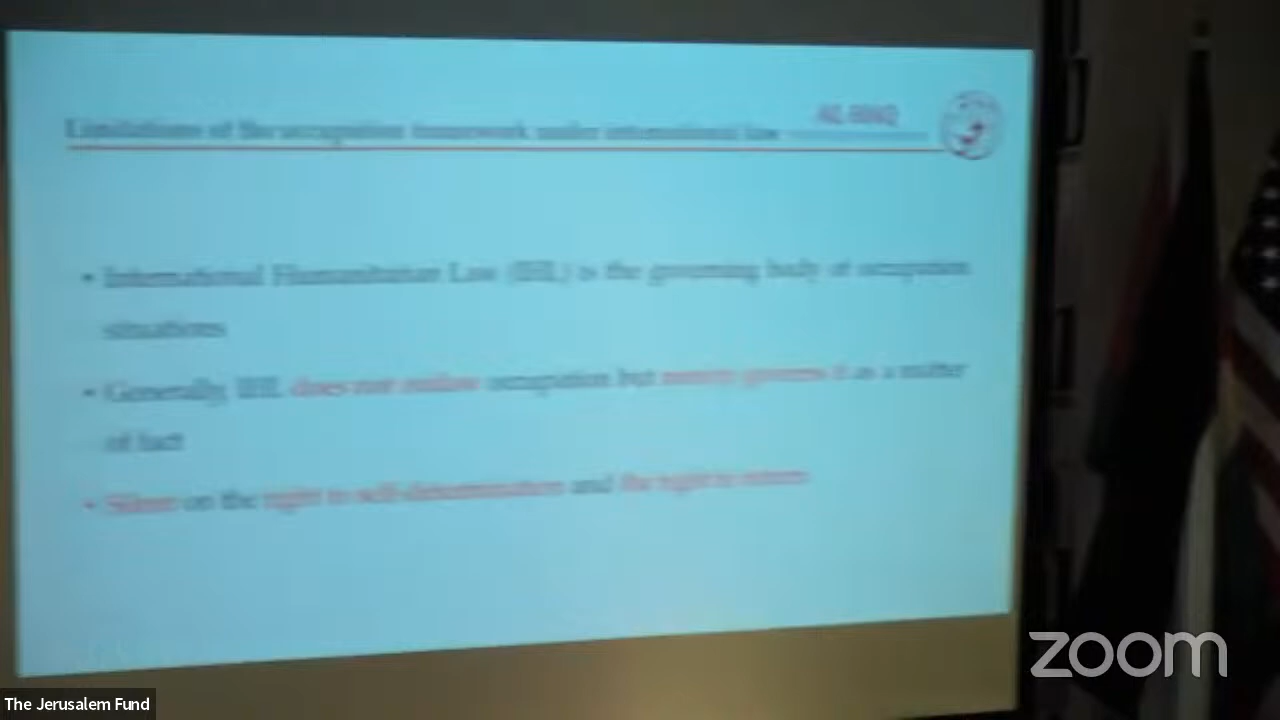 Limitations of the occupation framework under international law
AL-HAQ
• International Humanitarian Law (IHL) is the governing body of occupation
situations
• Generally, IHL does not outlaw occupation but merely governs it as a matter
of fact
• Silent on the right to self-determination and the right to return
zoom
The Jerusalem Fund